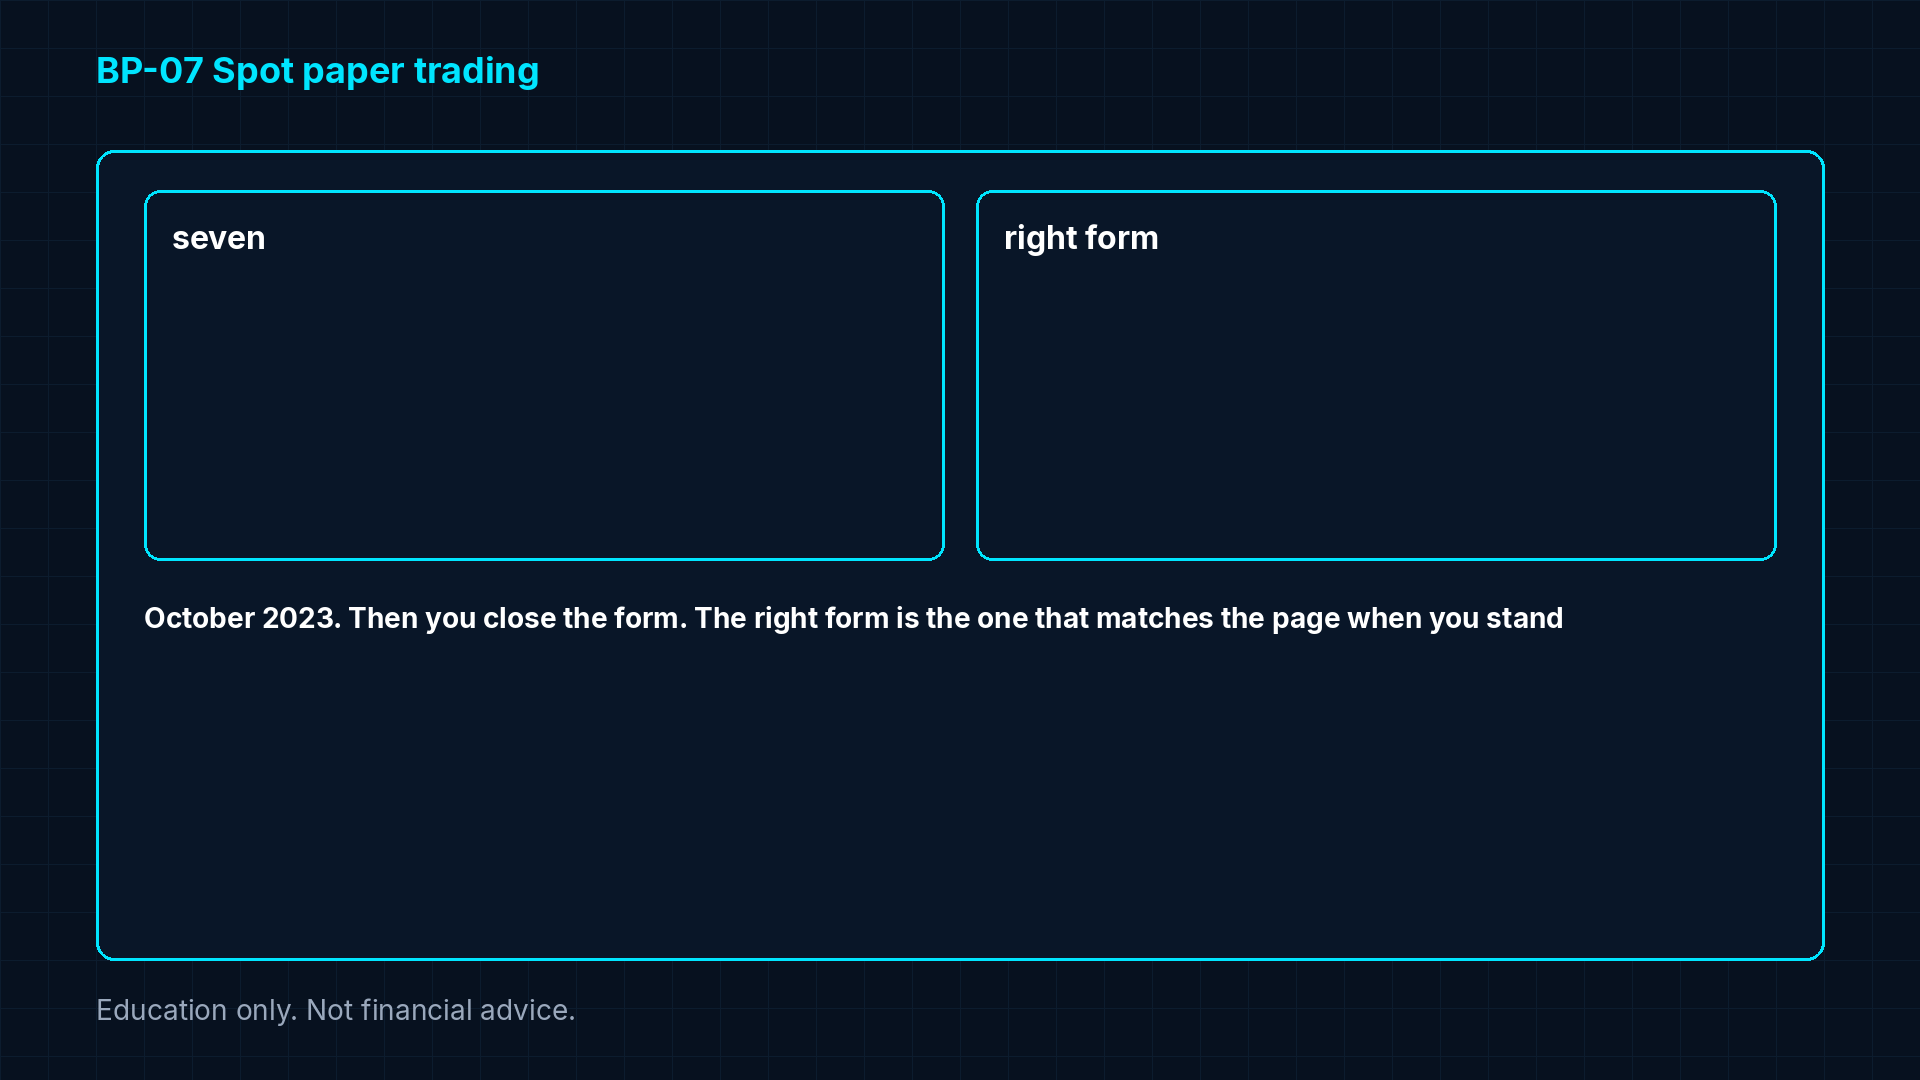 BP-07 Spot paper trading
seven
right form
October 2023. Then you close the form. The right form is the one that matches the page when you stand
Education only. Not financial advice.